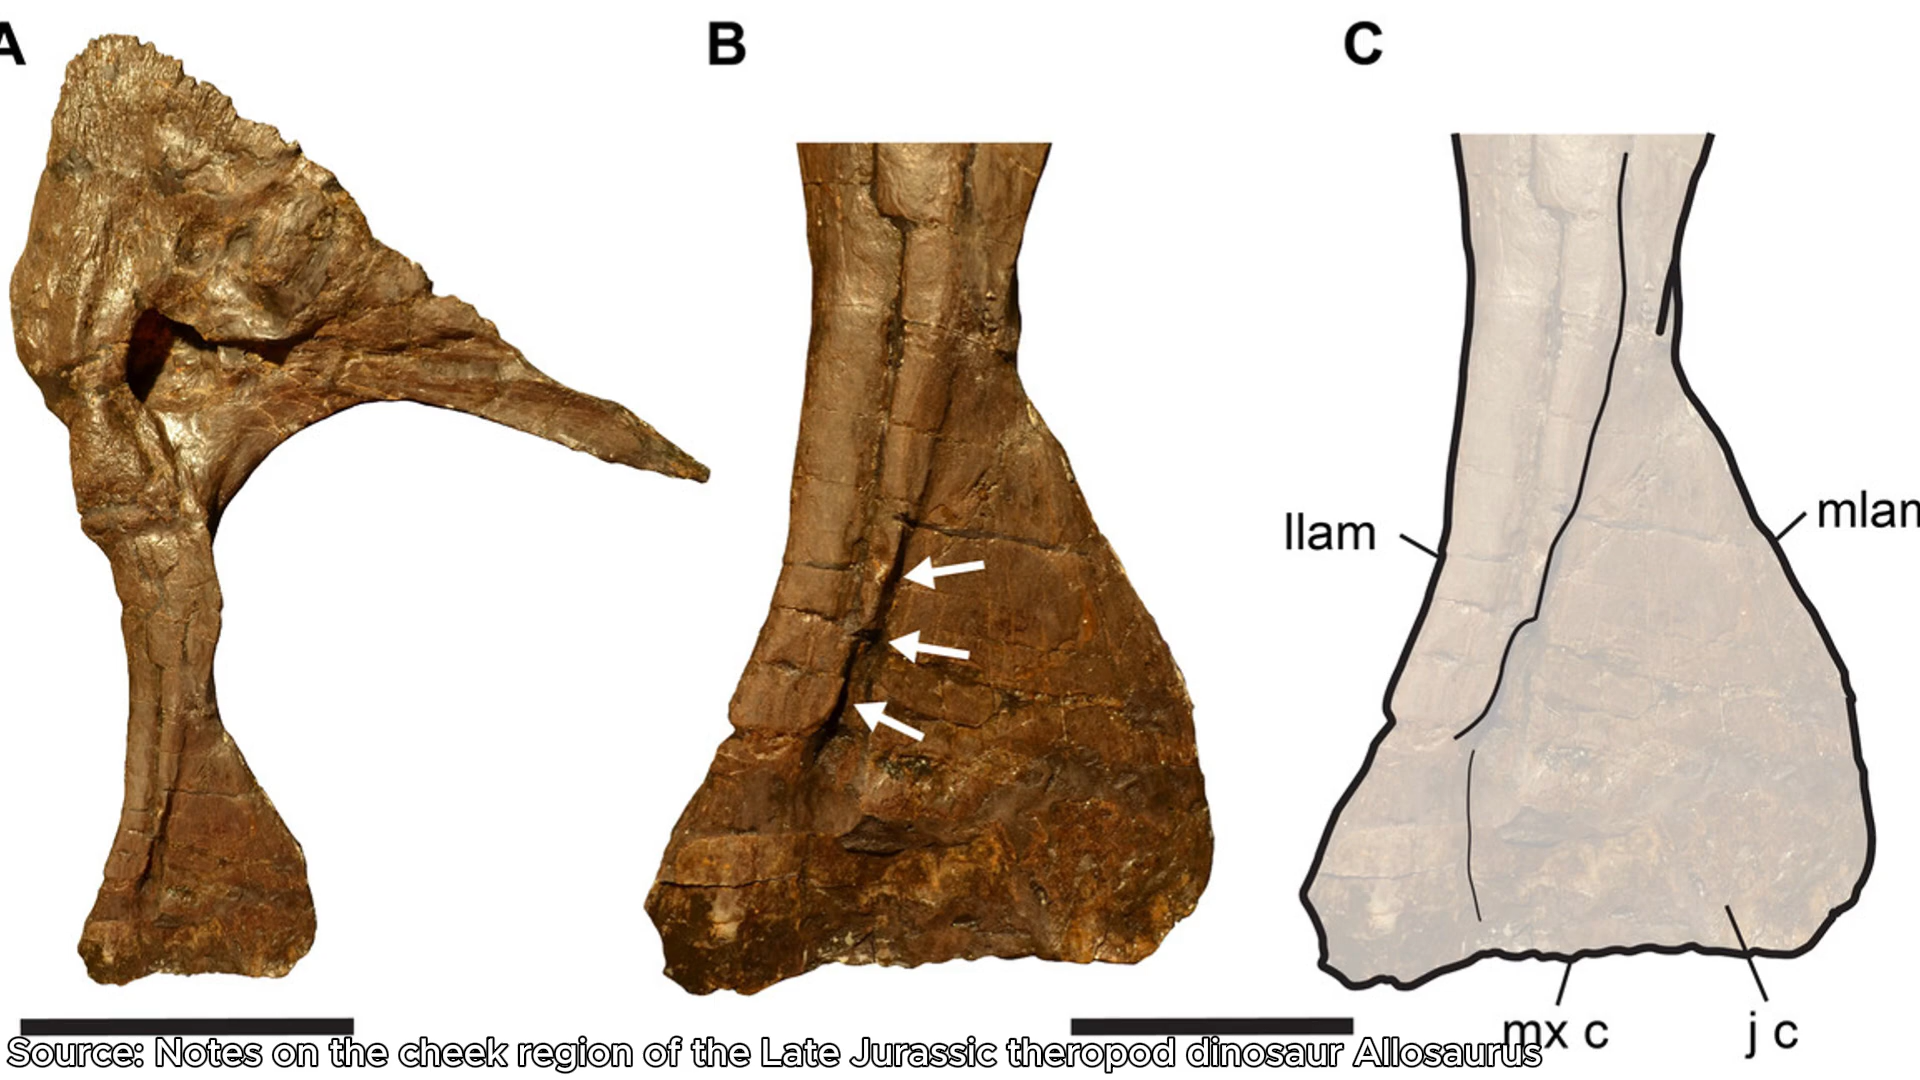 A
B
C
llam
mlan
mx c
j c
Source: Notes on the cheek region of the Late Jurassic theropod dinosaur Allosaurus